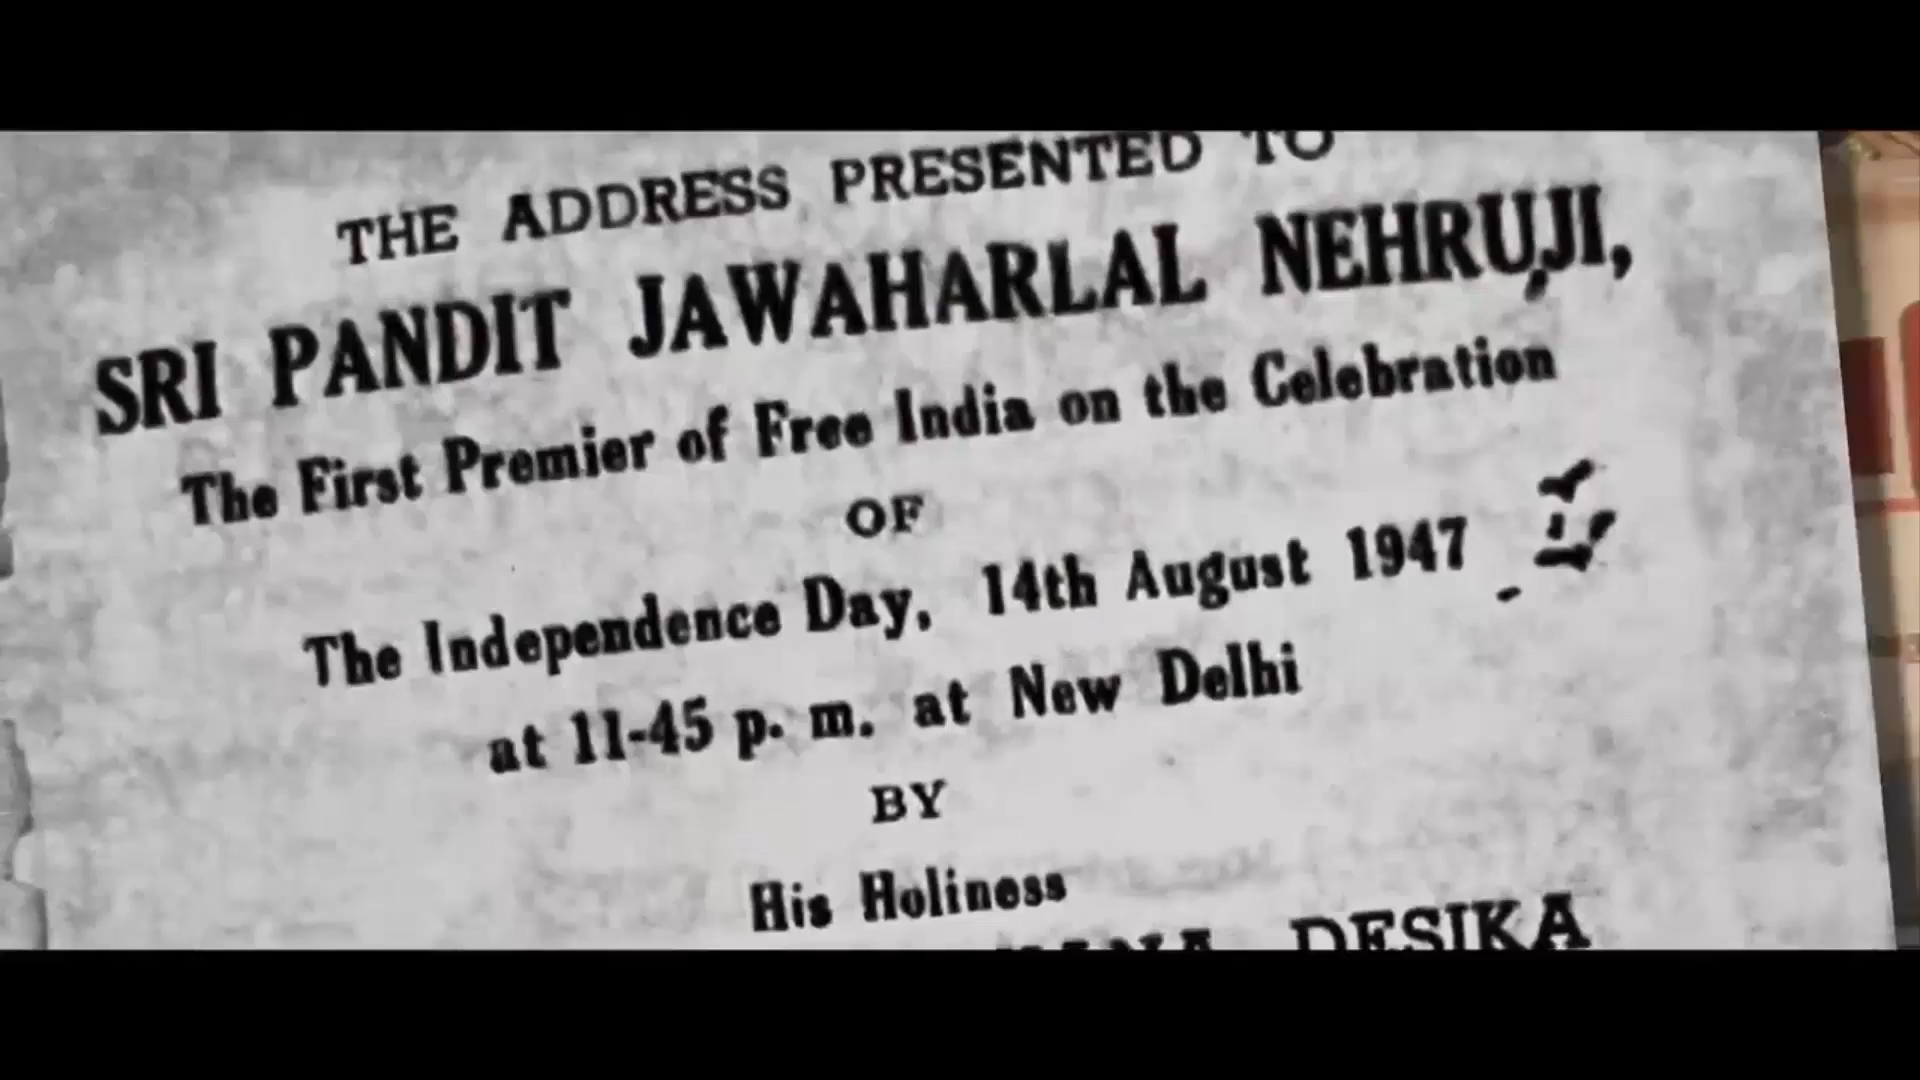 THE ADDRESS PRESENTED TO
SRI PANDIT JAWAHARLAL NEHRUJI,
The First Premier of Free India on the Celebration
OF
The Independence Day, 14th August 1947
at 11-45 p. m. at New Delhi
BY
His Holiness
DESIKA